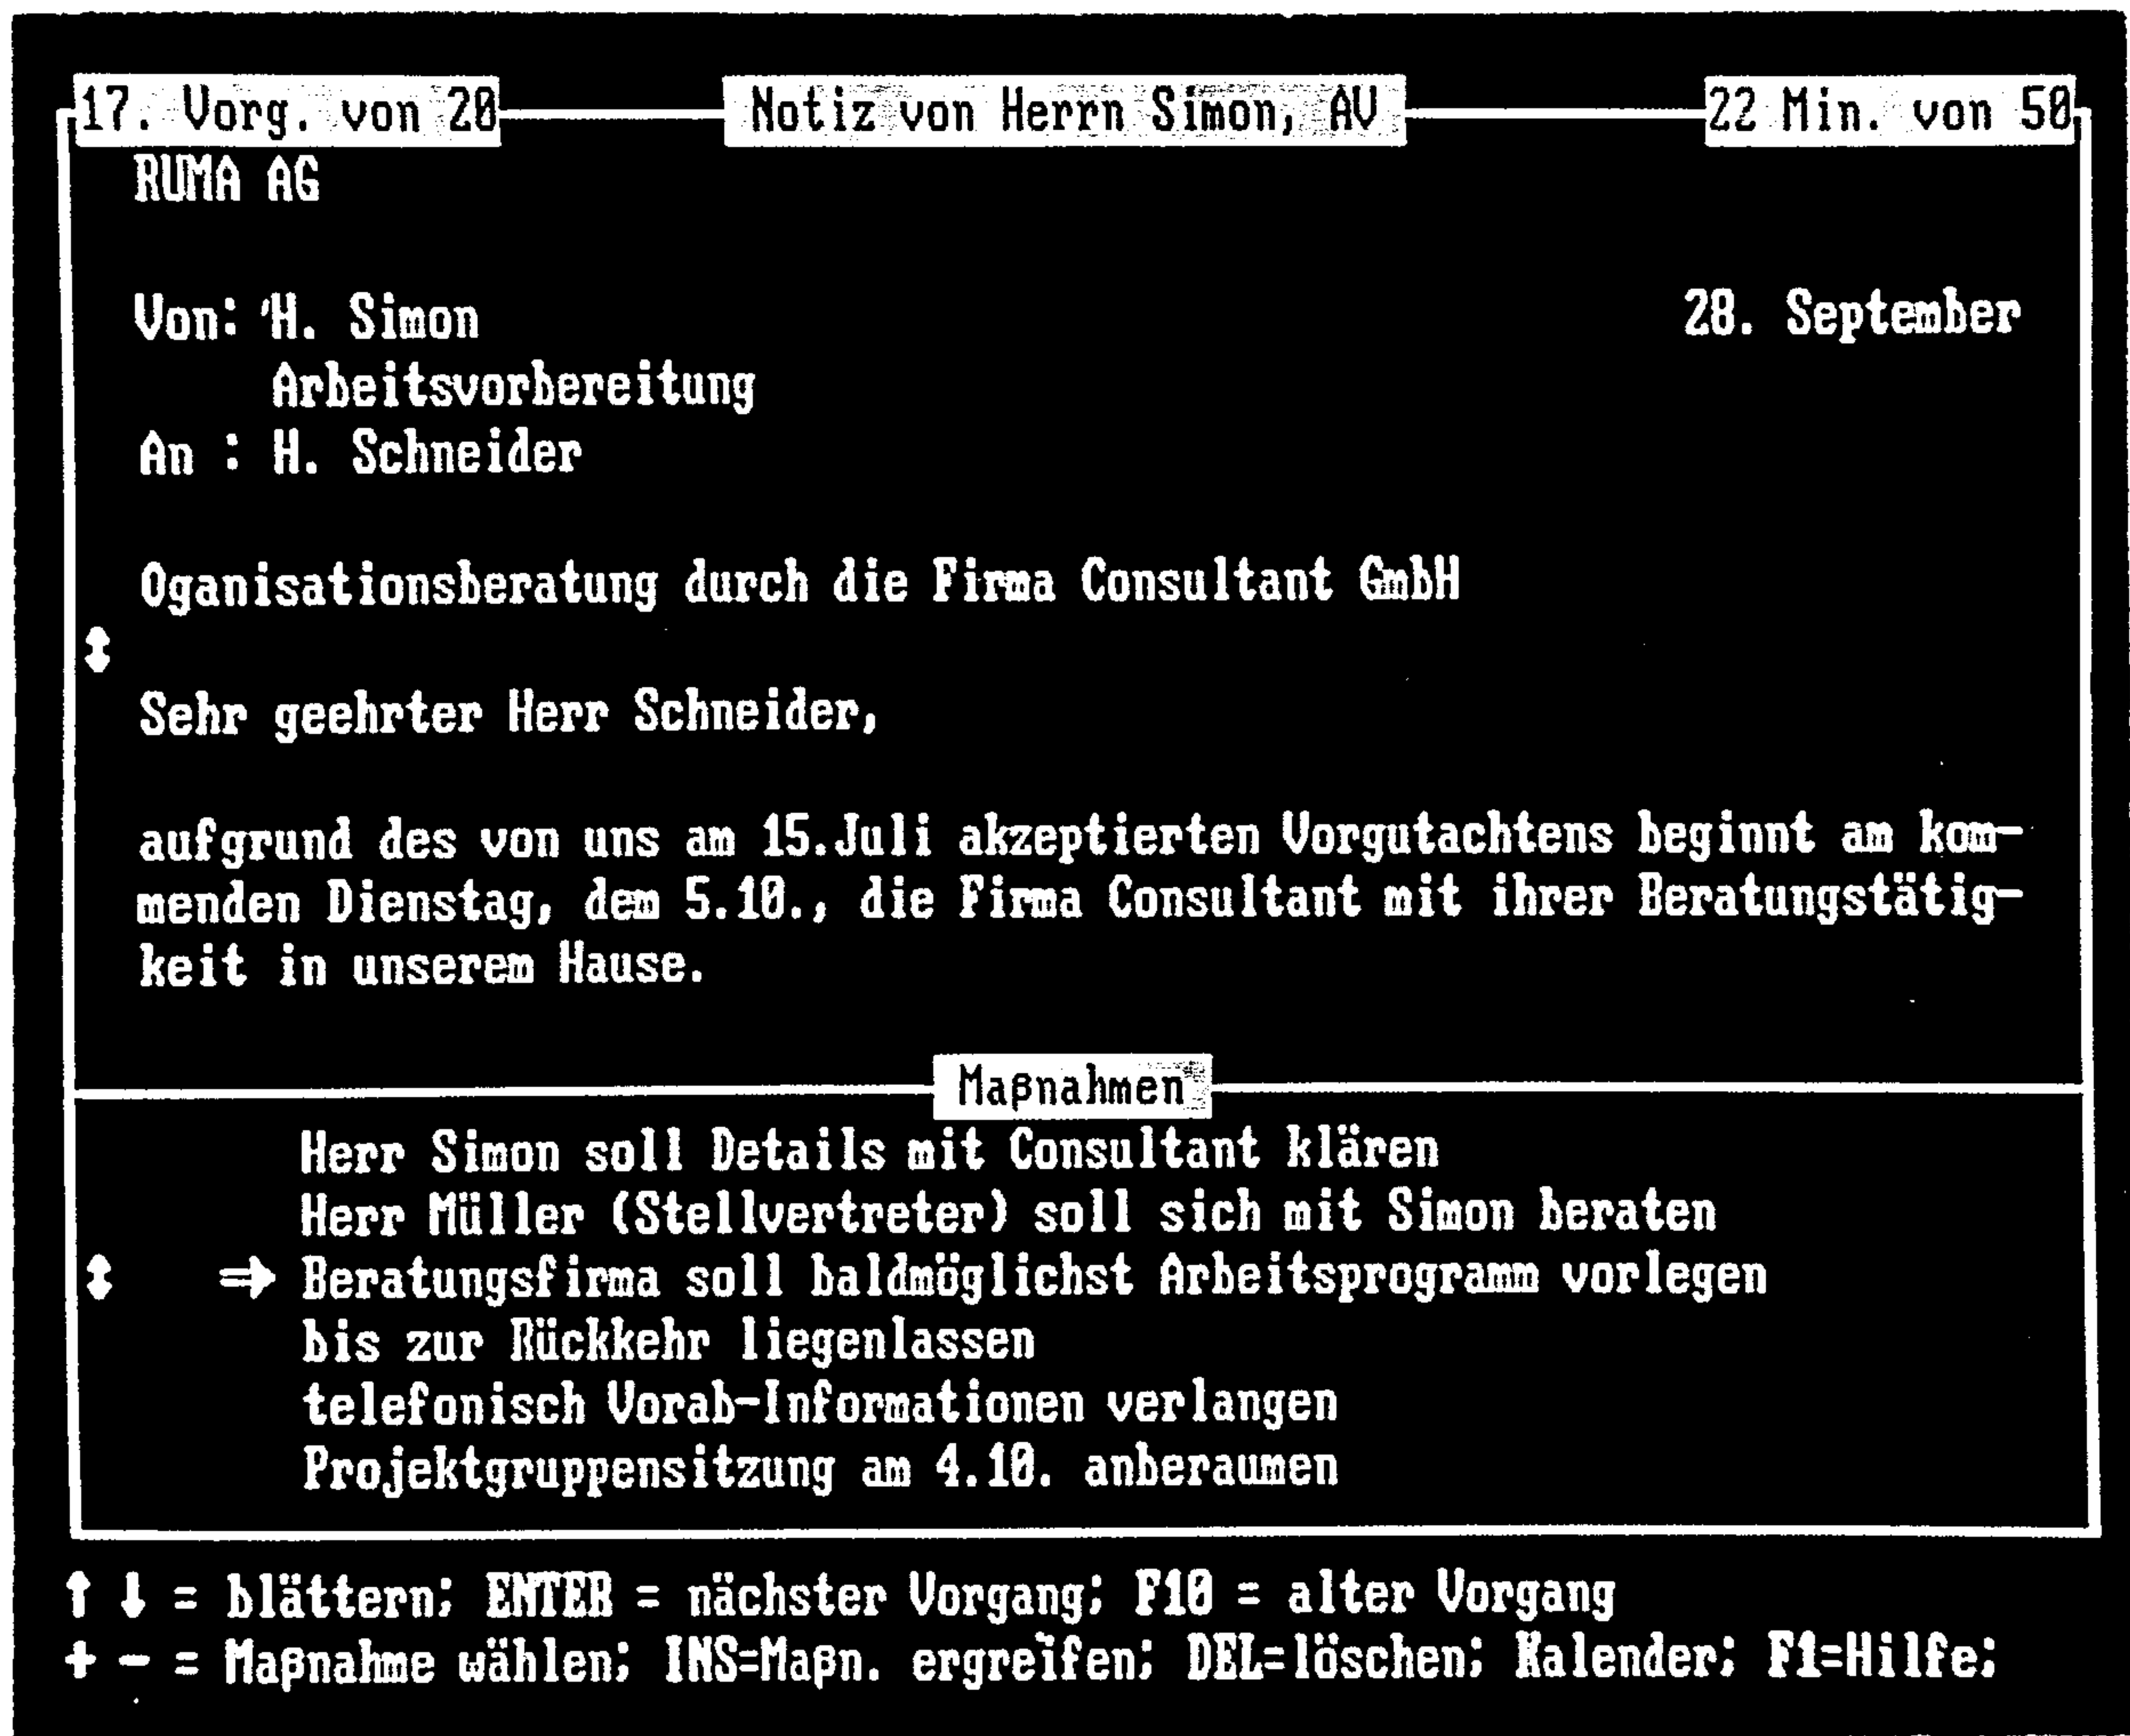 17. Vorg. von 20 Notiz von Herrn Simon, AV 22 Min. von 50
RUMA AG
Von: H. Simon 28. September
Arbeitsvorbereitung
An : H. Schneider
Oganisationsberatung durch die Firma Consultant GmbH
Sehr geehrter Herr Schneider,
aufgrund des von uns am 15.Juli akzeptierten Vorgutachtens beginnt am kom-
menden Dienstag, dem 5.10., die Firma Consultant mit ihrer Beratungstätig-
keit in unserem Hause.
Maßnahmen
Herr Simon soll Details mit Consultant klären
Herr Müller (Stellvertreter) soll sich mit Simon beraten
⇒ Beratungsfirma soll baldmöglichst Arbeitsprogramm vorlegen
bis zur Rückkehr liegenlassen
telefonisch Vorab-Informationen verlangen
Projektgruppensitzung am 4.10. anberaumen
↑ ↓ = blättern; ENTER = nächster Vorgang; F10 = alter Vorgang
+ - = Maßnahme wählen; INS=Maßn. ergreifen; DEL=löschen; Kalender; F1=Hilfe;